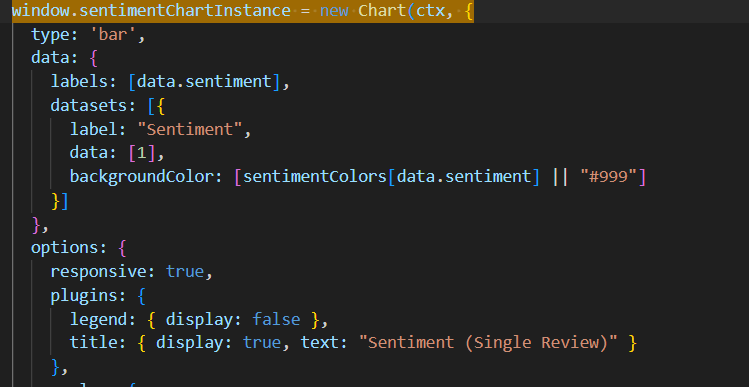 window.sentimentChartInstance = new Chart(ctx, {
type: 'bar',
data: {
labels: [data.sentiment],
datasets: [{
label: "Sentiment",
data: [1],
backgroundColor: [sentimentColors[data.sentiment] || "#999"]
}]
},
options: {
responsive: true,
plugins: {
legend: { display: false },
title: { display: true, text: "Sentiment (Single Review)" }
},